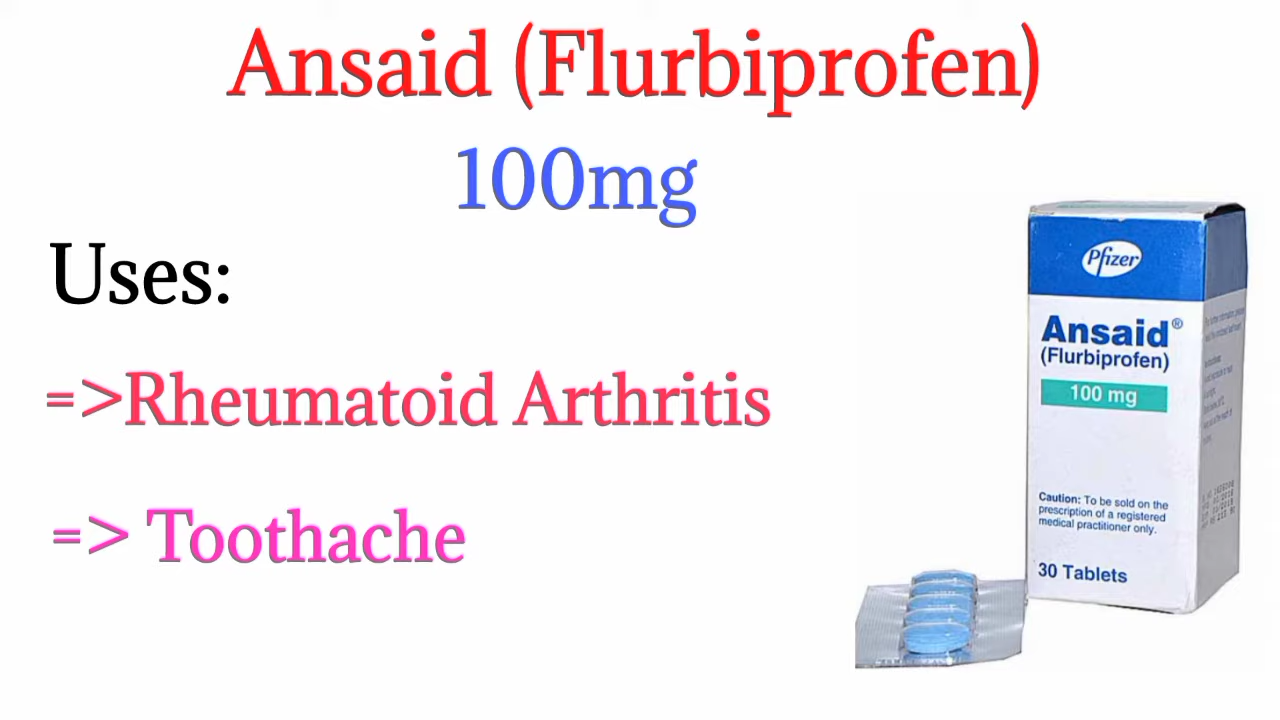 Ansaid (Flurbiprofen)
100mg
Uses:
=>Rheumatoid Arthritis
=> Toothache
Pfizer
Ansaid®
(Flurbiprofen)
100 mg
Caution: To be sold on the
prescription of a registered
medical practitioner only.
30 Tablets